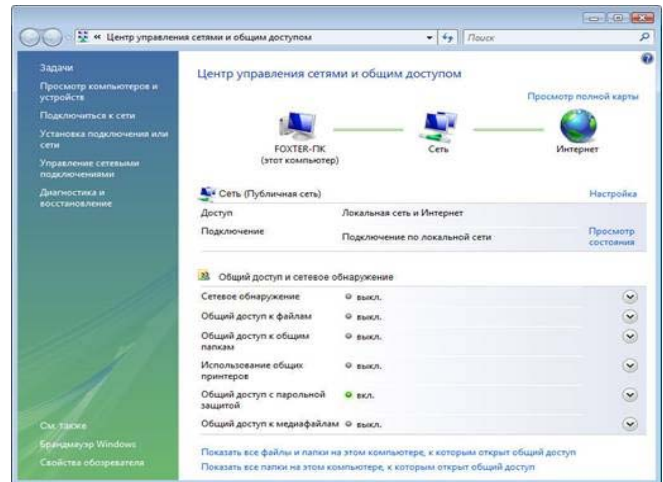 « Центр управления сетями и общим доступом
Поиск
Задачи
Просмотр компьютеров и
устройств
Подключиться к сети
Установка подключения или
сети
Управление сетевыми
подключениями
Диагностика и
восстановление
См. также
Брандмауэр Windows
Свойства обозревателя
Центр управления сетями и общим доступом
Просмотр полной карты
FOXTER-ПК
(этот компьютер)
Сеть
Интернет
Сеть (Публичная сеть)
Настройка
Доступ
Локальная сеть и Интернет
Подключение
Подключение по локальной сети
Просмотр
состояния
Общий доступ и сетевое обнаружение
Сетевое обнаружение
выкл.
Общий доступ к файлам
выкл.
Общий доступ к общим
папкам
выкл.
Использование общих
принтеров
выкл.
Общий доступ с парольной
защитой
вкл.
Общий доступ к медиафайлам
выкл.
Показать все файлы и папки на этом компьютере, к которым открыт общий доступ
Показать все папки на этом компьютере, к которым открыт общий доступ